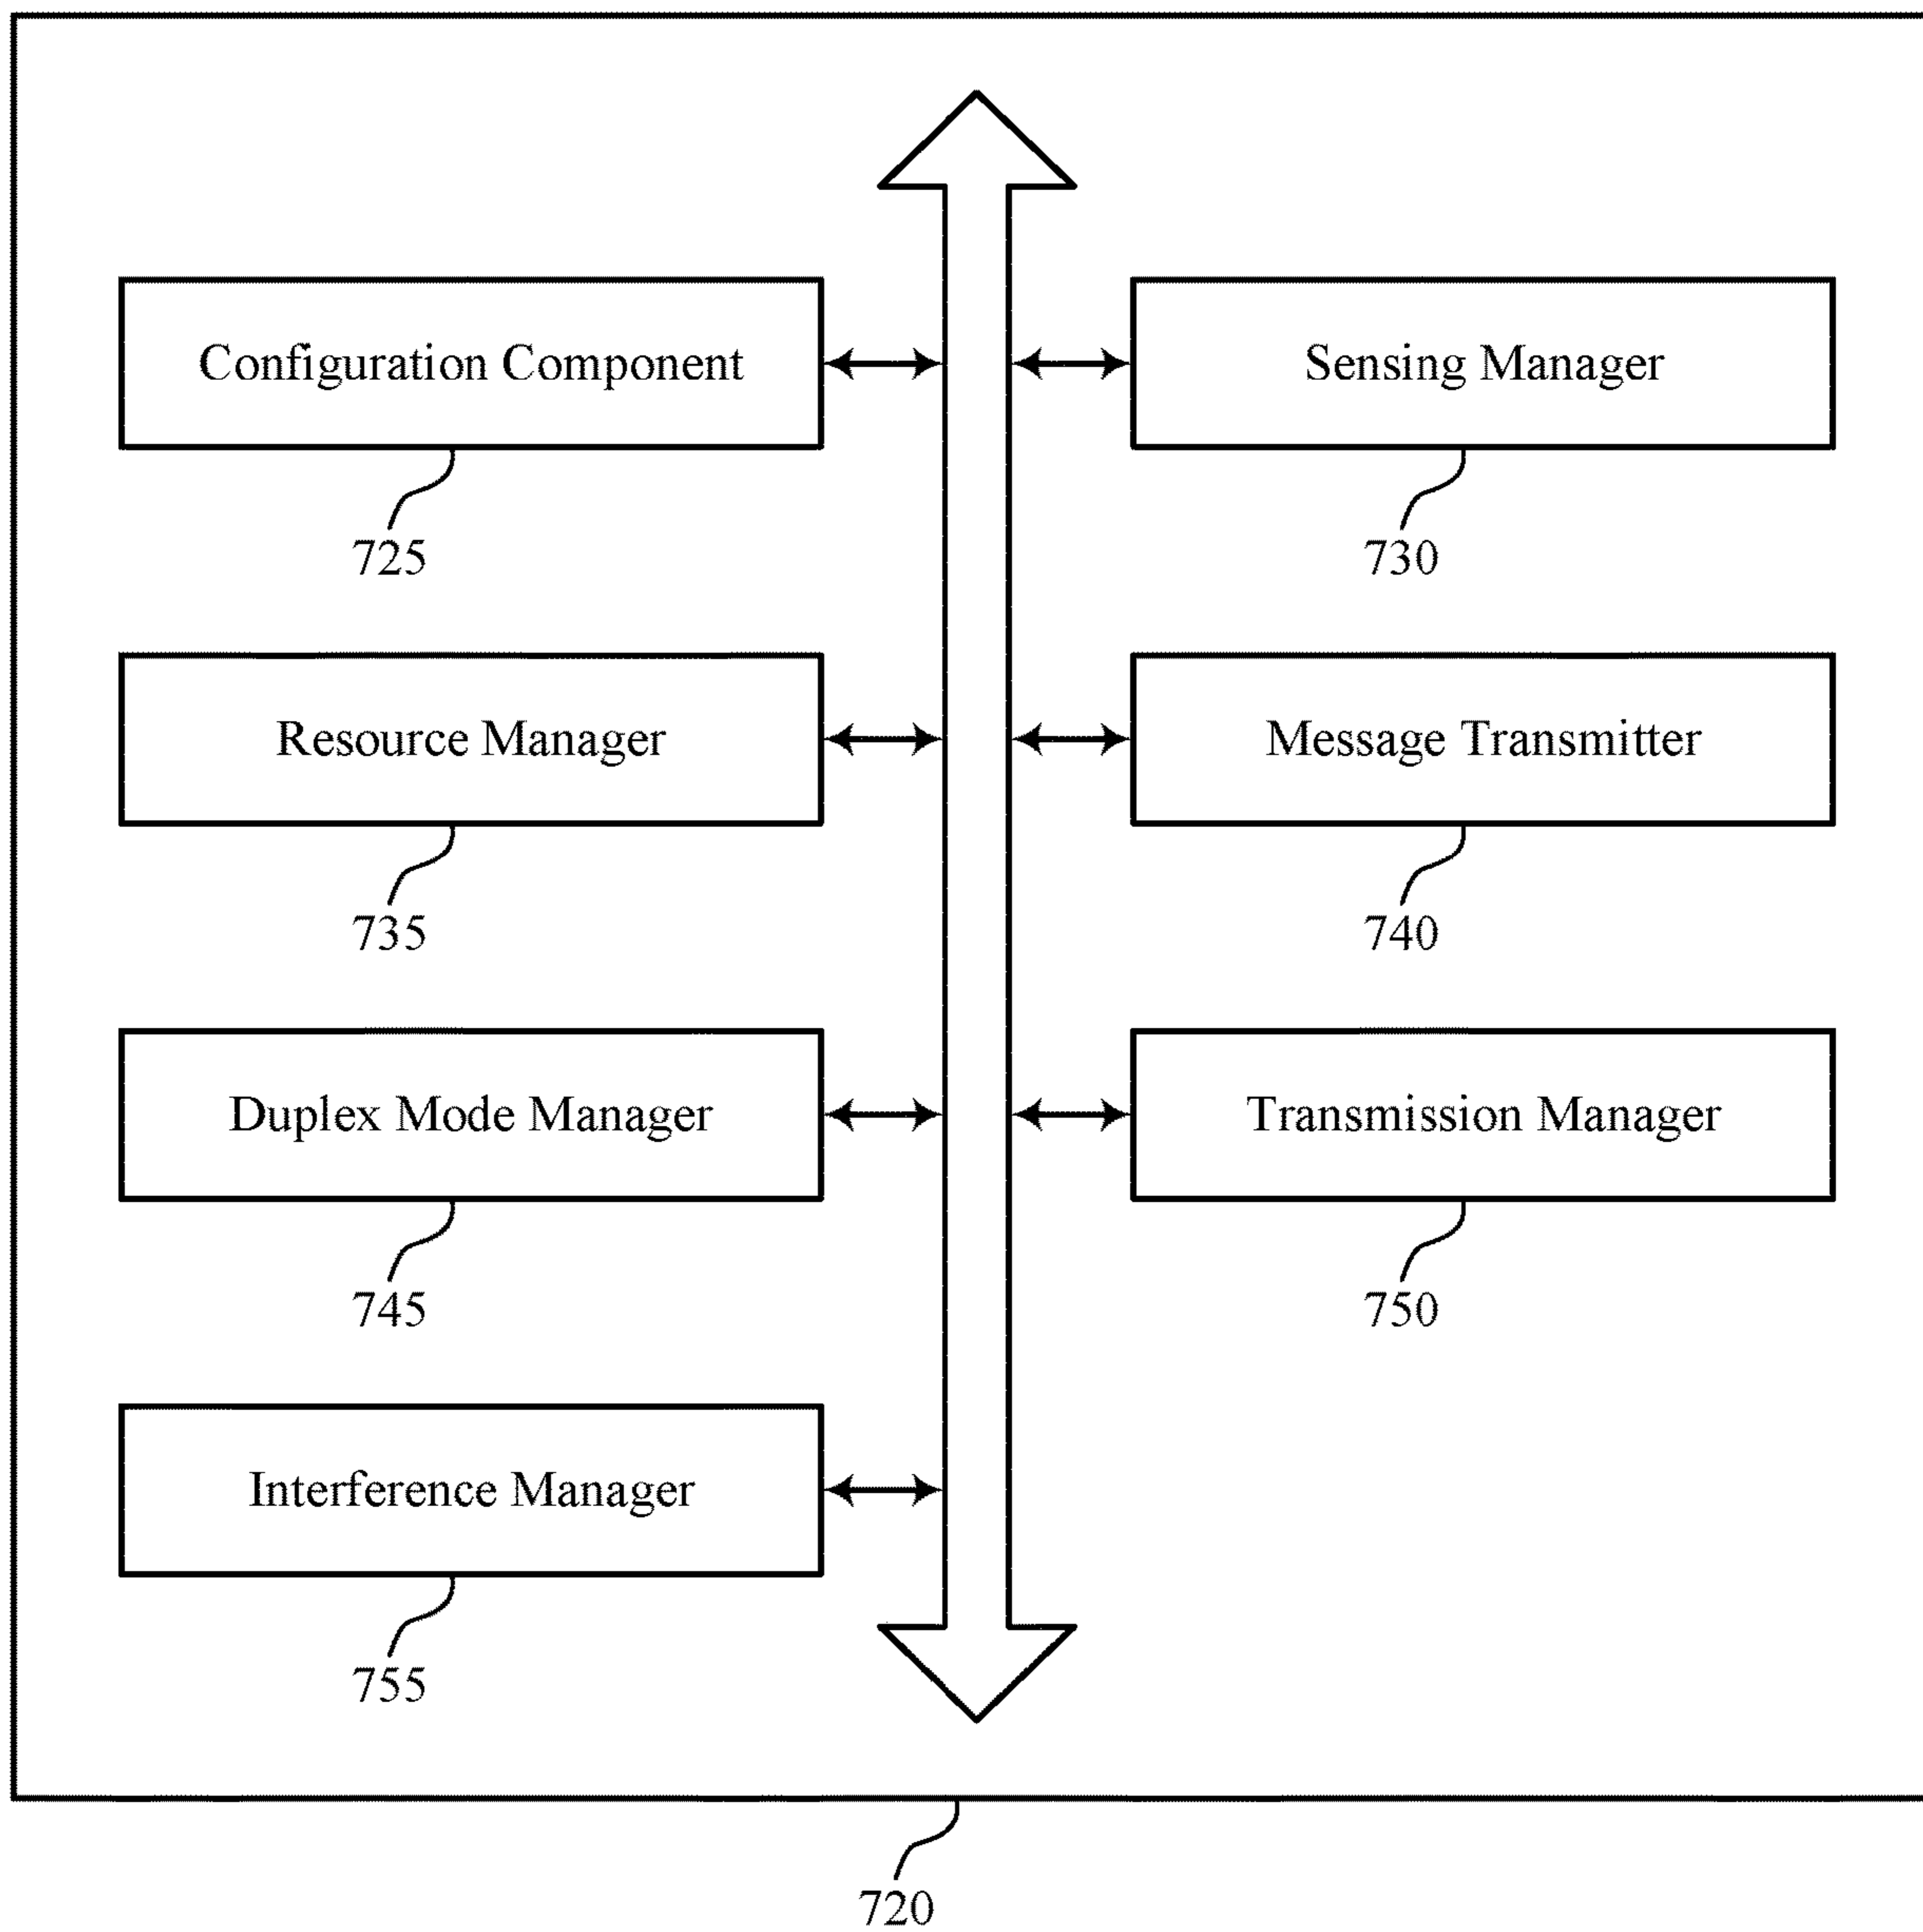 Configuration Component
Sensing Manager
725
730
Resource Manager
Message Transmitter
735
740
Duplex Mode Manager
Transmission Manager
745
750
Interference Manager
755
720